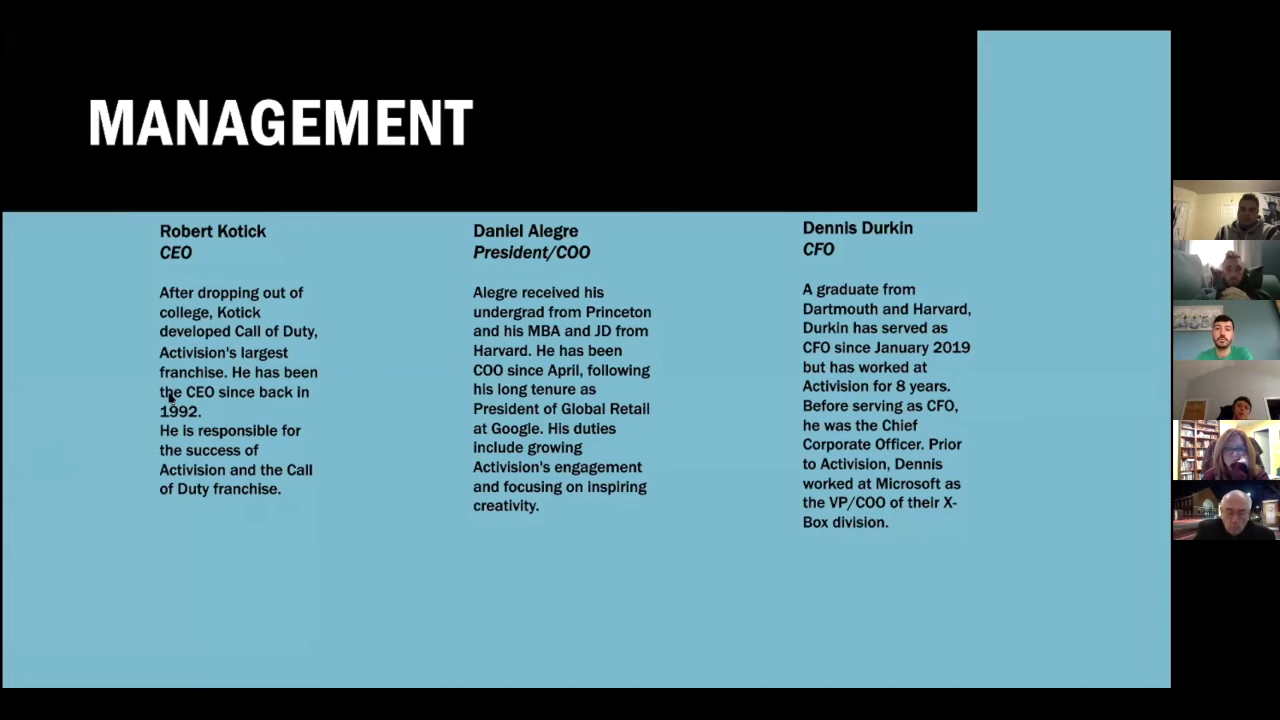 MANAGEMENT
Robert Kotick
CEO
After dropping out of
college, Kotick
developed Call of Duty,
Activision's largest
franchise. He has been
the CEO since back in
1992.
He is responsible for
the success of
Activision and the Call
of Duty franchise.
Daniel Alegre
President/COO
Alegre received his
undergrad from Princeton
and his MBA and JD from
Harvard. He has been
COO since April, following
his long tenure as
President of Global Retail
at Google. His duties
include growing
Activision's engagement
and focusing on inspiring
creativity.
Dennis Durkin
CFO
A graduate from
Dartmouth and Harvard,
Durkin has served as
CFO since January 2019
but has worked at
Activision for 8 years.
Before serving as CFO,
he was the Chief
Corporate Officer. Prior
to Activision, Dennis
worked at Microsoft as
the VP/COO of their X-
Box division.